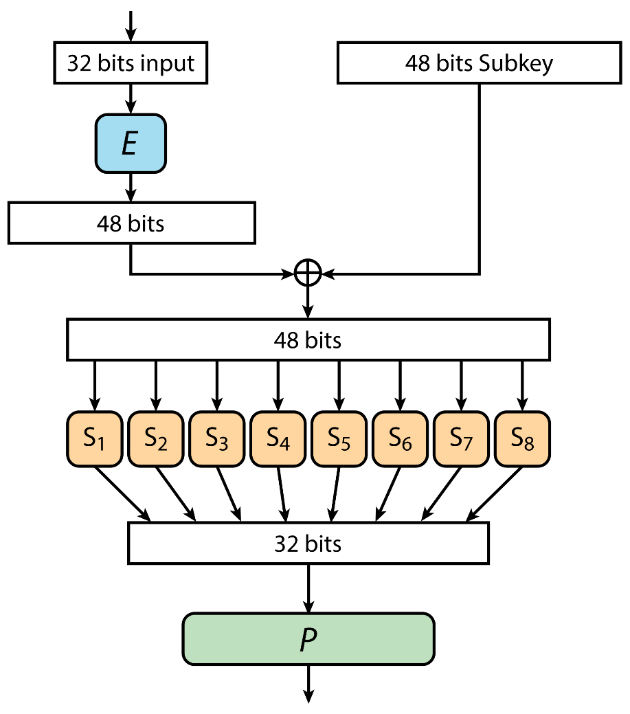 32 bits input
48 bits Subkey
E
48 bits
48 bits
S₁ S₂ S₃ S₄ S₅ S₆ S₇ S₈
32 bits
P